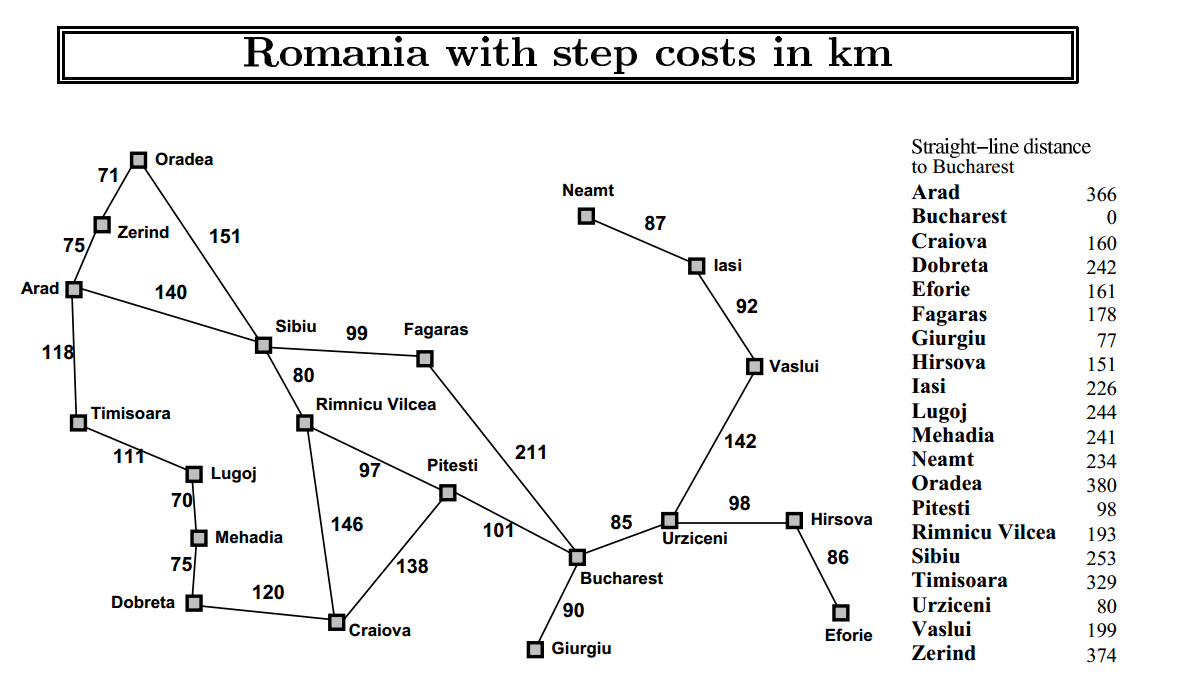 Romania with step costs in km
Oradea
71
Neamt
87
Zerind
151
75
Iasi
Arad
140
92
Sibiu
99
Fagaras
118
80
Vaslui
Rimnicu Vilcea
Timisoara
142
111
Lugoj
97
Pitesti
211
70
98
Hirsova
146
101
85
Urziceni
Mehadia
86
75
138
Bucharest
120
Dobreta
90
Craiova
Eforie
Giurgiu
Straight–line distance
to Bucharest
Arad 366
Bucharest 0
Craiova 160
Dobreta 242
Eforie 161
Fagaras 178
Giurgiu 77
Hirsova 151
Iasi 226
Lugoj 244
Mehadia 241
Neamt 234
Oradea 380
Pitesti 98
Rimnicu Vilcea 193
Sibiu 253
Timisoara 329
Urziceni 80
Vaslui 199
Zerind 374